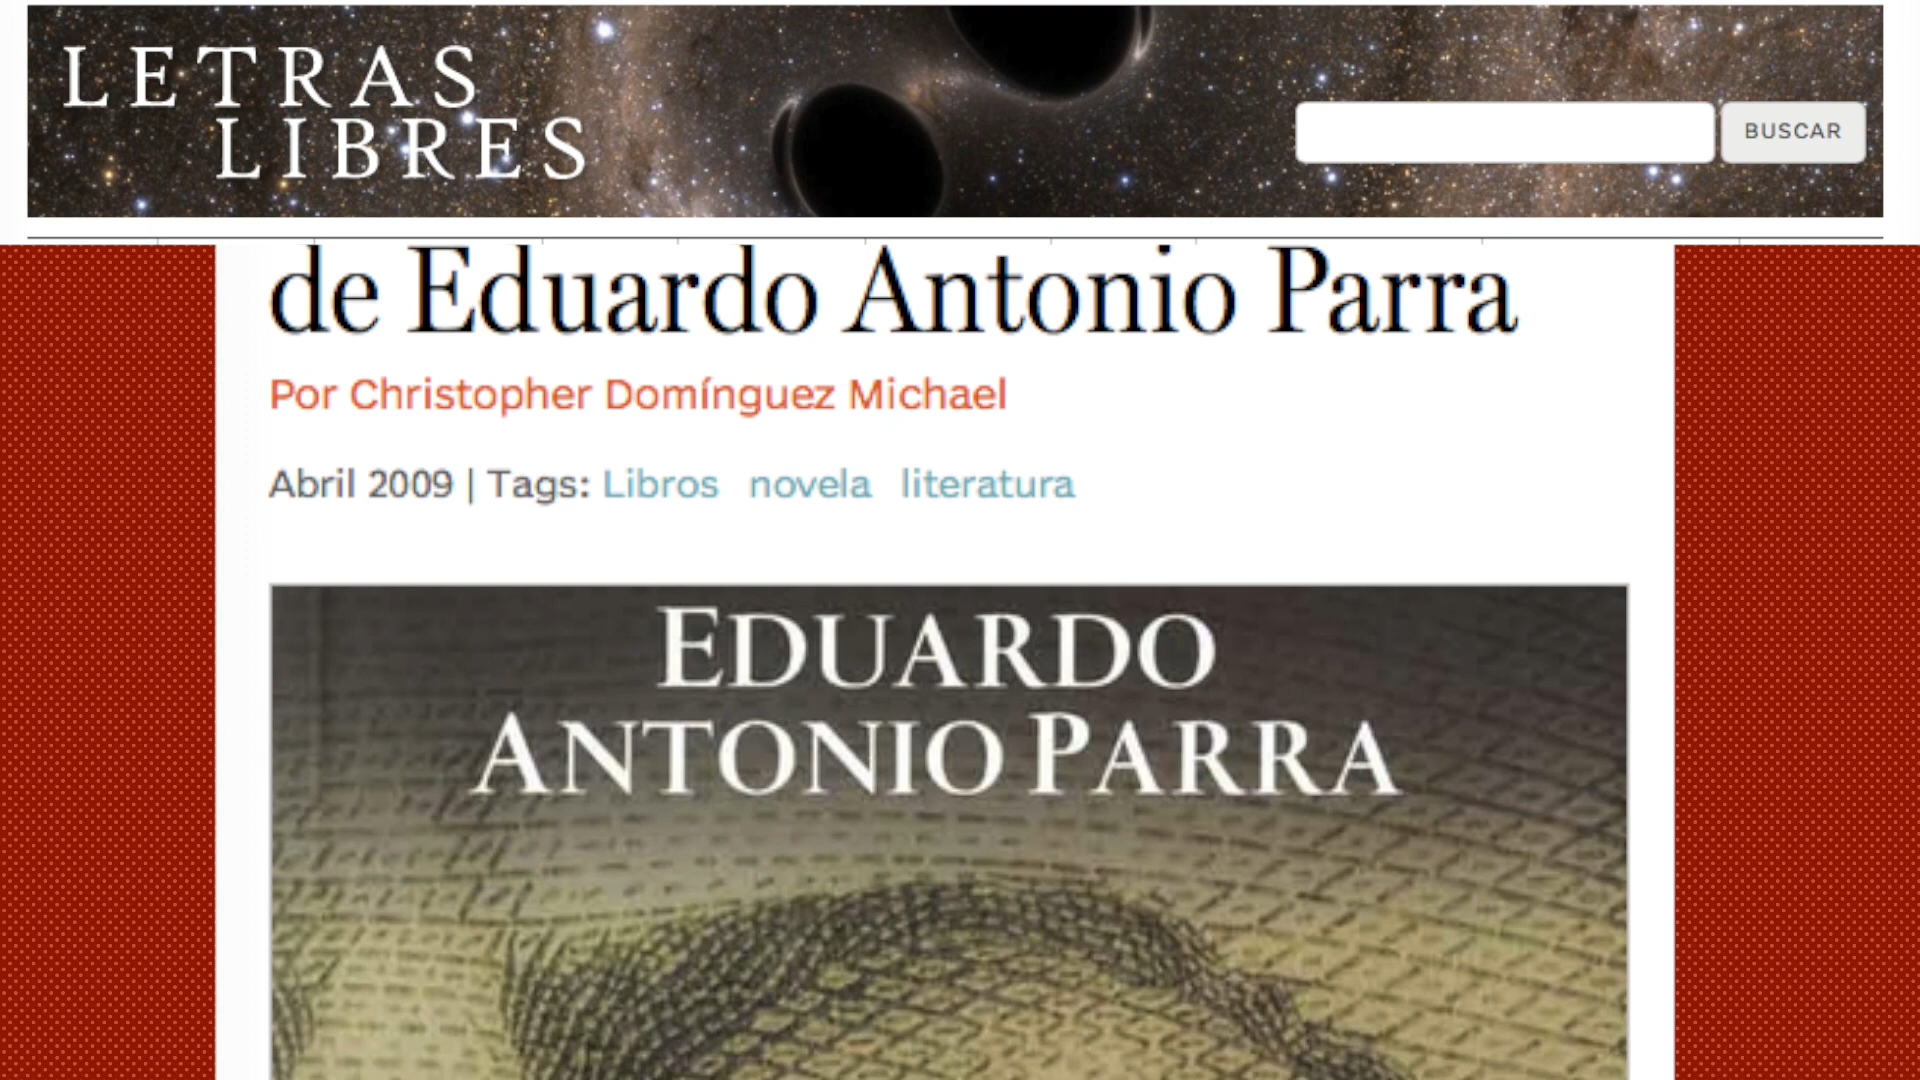 LETRAS
LIBRES
BUSCAR
de Eduardo Antonio Parra
Por Christopher Domínguez Michael
Abril 2009 | Tags: Libros novela literatura
EDUARDO
ANTONIO PARRA